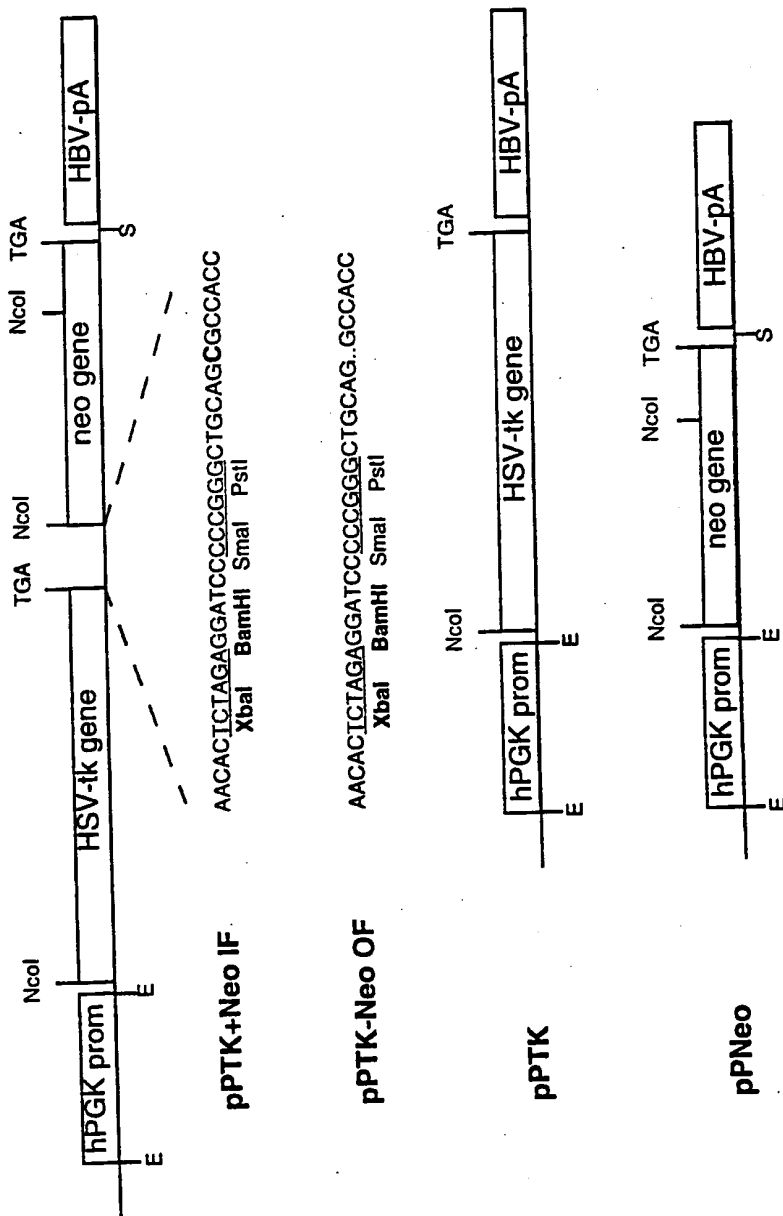 NcoI TGA NcoI NcoI TGA
hPGK prom HSV-tk gene neo gene HBV-pA
E E S
pPTK+Neo IF
AACACTCTAGAGGATCCCCCGGGCTGCAGCGCCACC
XbaI BamHI SmaI PstI
pPTK-Neo OF
AACACTCTAGAGGATCCCCCGGGCTGCAG..GCCACC
XbaI BamHI SmaI PstI
NcoI TGA
pPTK
hPGK prom HSV-tk gene HBV-pA
E E
NcoI NcoI TGA
pPNeo
hPGK prom neo gene HBV-pA
E E S